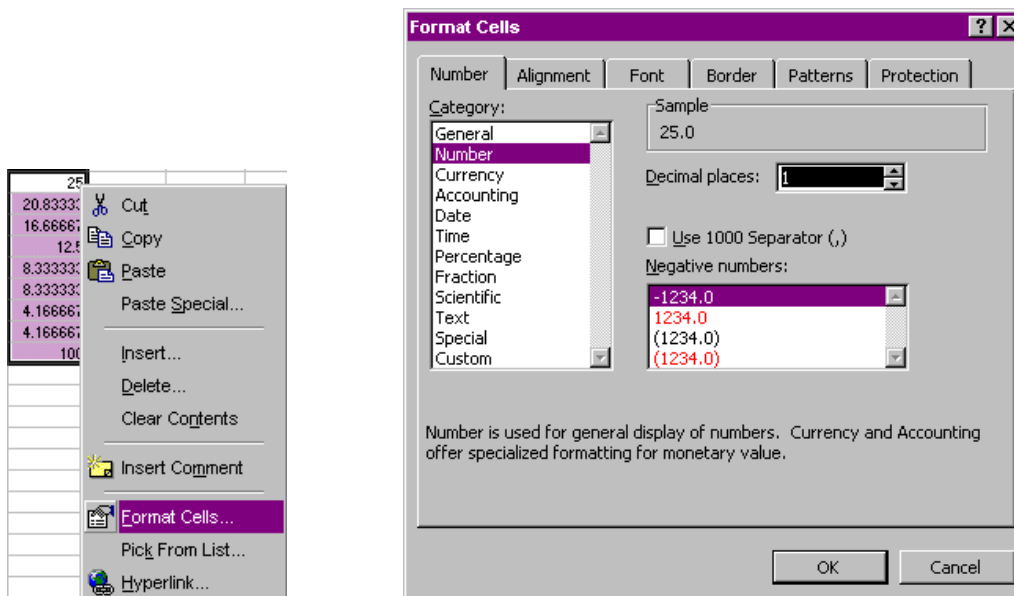 25
20.83333
16.66667
12.5
8.333333
8.333333
4.166667
4.166667
100
Cut
Copy
Paste
Paste Special...
Insert...
Delete...
Clear Contents
Insert Comment
Format Cells...
Pick From List...
Hyperlink...
Format Cells
Number Alignment Font Border Patterns Protection
Category:
General
Number
Currency
Accounting
Date
Time
Percentage
Fraction
Scientific
Text
Special
Custom
Sample
25.0
Decimal places: 1
Use 1000 Separator (,)
Negative numbers:
-1234.0
1234.0
(1234.0)
(1234.0)
Number is used for general display of numbers. Currency and Accounting
offer specialized formatting for monetary value.
OK Cancel